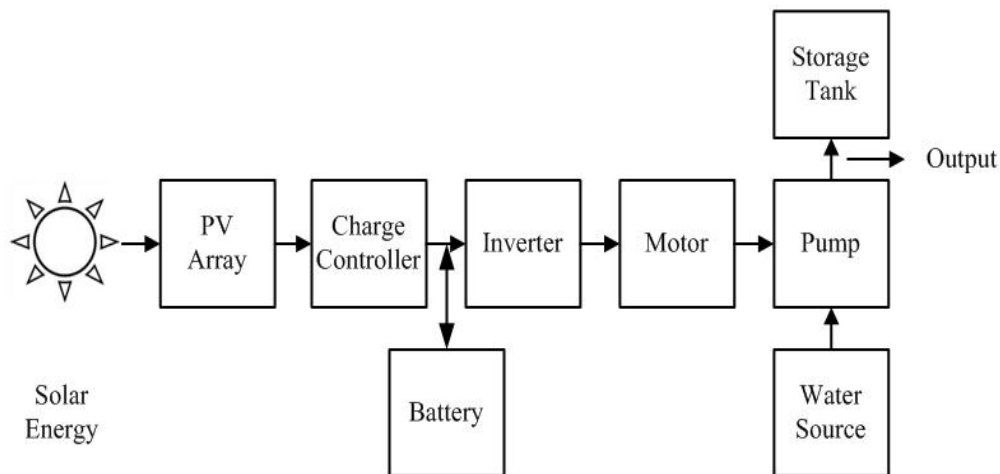 Storage
Tank
Output
PV
Array
Charge
Controller
Inverter
Motor
Pump
Solar
Energy
Battery
Water
Source